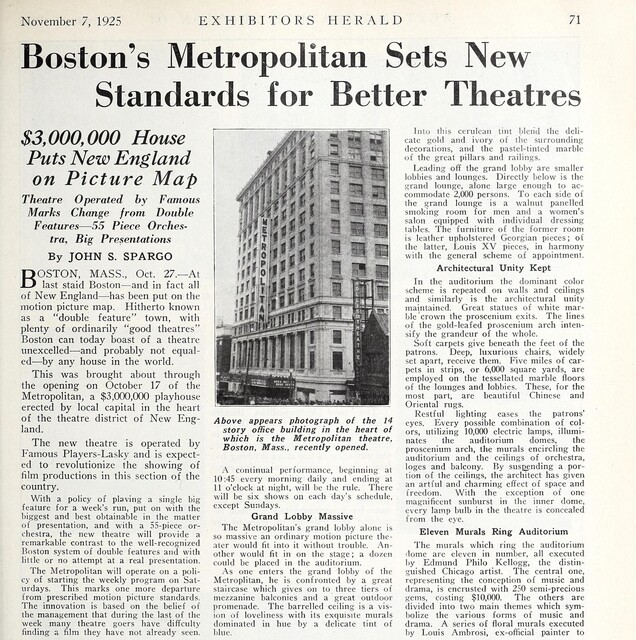 November 7, 1925
EXHIBITORS HERALD
71
Boston's Metropolitan Sets New
Standards for Better Theatres
$3,000,000 House
Puts New England
on Picture Map
Theatre Operated by Famous
Marks Change from Double
Features—55 Piece Orches-
tra, Big Presentations
By JOHN S. SPARGO
BOSTON, MASS., Oct. 27.—At
last staid Boston—and in fact all
of New England—has been put on the
motion picture map. Hitherto known
as a "double feature" town, with
plenty of ordinarily "good theatres"
Boston can today boast of a theatre
unexcelled—and probably not equal-
ed—by any house in the world.
This was brought about through
the opening on October 17 of the
Metropolitan, a $3,000,000 playhouse
erected by local capital in the heart
of the theatre district of New Eng-
land.
The new theatre is operated by
Famous Players-Lasky and is expect-
ed to revolutionize the showing of
film productions in this section of the
country.
With a policy of playing a single big
feature for a week's run, put on with the
biggest and best obtainable in the matter
of presentation, and with a 55-piece or-
chestra, the new theatre will provide a
remarkable contrast to the well-recognized
Boston system of double features and with
little or no attempt at a real presentation.
The Metropolitan will operate on a poli-
cy of starting the weekly program on Sat-
urdays. This marks one more departure
from prescribed motion picture standards.
The innovation is based on the belief of
the management that during the last of the
week many theatre goers have difficulty
finding a film they have not already seen.
METROPOLITAN
Above appears photograph of the 14
story office building in the heart of
which is the Metropolitan theatre,
Boston, Mass., recently opened.
A continual performance, beginning at
10:45 every morning daily and ending at
11 o'clock at night, will be the rule. There
will be six shows on each day's schedule,
except Sundays.
Grand Lobby Massive
The Metropolitan's grand lobby alone is
so massive an ordinary motion picture the-
ater would fit into it without trouble. An-
other would fit on the stage; a dozen
could be placed in the auditorium.
As one enters the grand lobby of the
Metroplitan, he is confronted by a great
staircase which gives on to three tiers of
mezzanine balconies and a great outdoor
promenade. The barrelled ceiling is a vis-
ion of loveliness with its exquisite murals
dominated in hue by a delicate tint of
blue.
Into this cerulean tint blend the deli-
cate gold and ivory of the surrounding
decorations, and the pastel-tinted marble
of the great pillars and railings.
Leading off the grand lobby are smaller
lobbies and lounges. Directly below is the
grand lounge, alone large enough to ac-
commodate 2,000 persons. To each side of
the grand lounge is a walnut panelled
smoking room for men and a women's
salon equipped with individual dressing
tables. The furniture of the former room
is leather upholstered Georgian pieces; of
the latter, Louis XV pieces, in harmony
with the general scheme of appointment.
Architectural Unity Kept
In the auditorium the dominant color
scheme is repeated on walls and ceilings
and similarly is the architectural unity
maintained. Great statues of white mar-
ble crown the proscenium exits. The lines
of the gold-leafed proscenium arch inten-
sify the grandeur of the whole.
Soft carpets give beneath the feet of the
patrons. Deep, luxurious chairs, widely
set apart, receive them. Five miles of car-
pets in strips, or 6,000 square yards, are
employed on the tessellated marble floors
of the lounges and lobbies. These, for the
most part, are beautiful Chinese and
Oriental rugs.
Restful lighting eases the patrons'
eyes. Every possible combination of col-
ors, utilizing 10,000 electric lamps, illumi-
nates the auditorium domes, the
proscenium arch, the murals encircling the
auditorium and the ceilings of orchestra,
loges and balcony. By suspending a por-
tion of the ceilings, the architect has given
an artful and charming effect of space and
freedom. With the exception of one
magnificent sunburst in the inner dome,
every lamp bulb in the theatre is concealed
from the eye.
Eleven Murals Ring Auditorium
The murals which ring the auditorium
dome are eleven in number, all executed
by Edmund Philo Kellogg, the distin-
guished Chicago artist. The central one,
representing the conception of music and
drama, is encrusted with 250 semi-precious
gems, costing $10,000. The others are
divided into two main themes which sym-
bolize the various forms of music and
drama. A series of floral murals executed
by Louis Ambrose ex-official painter to